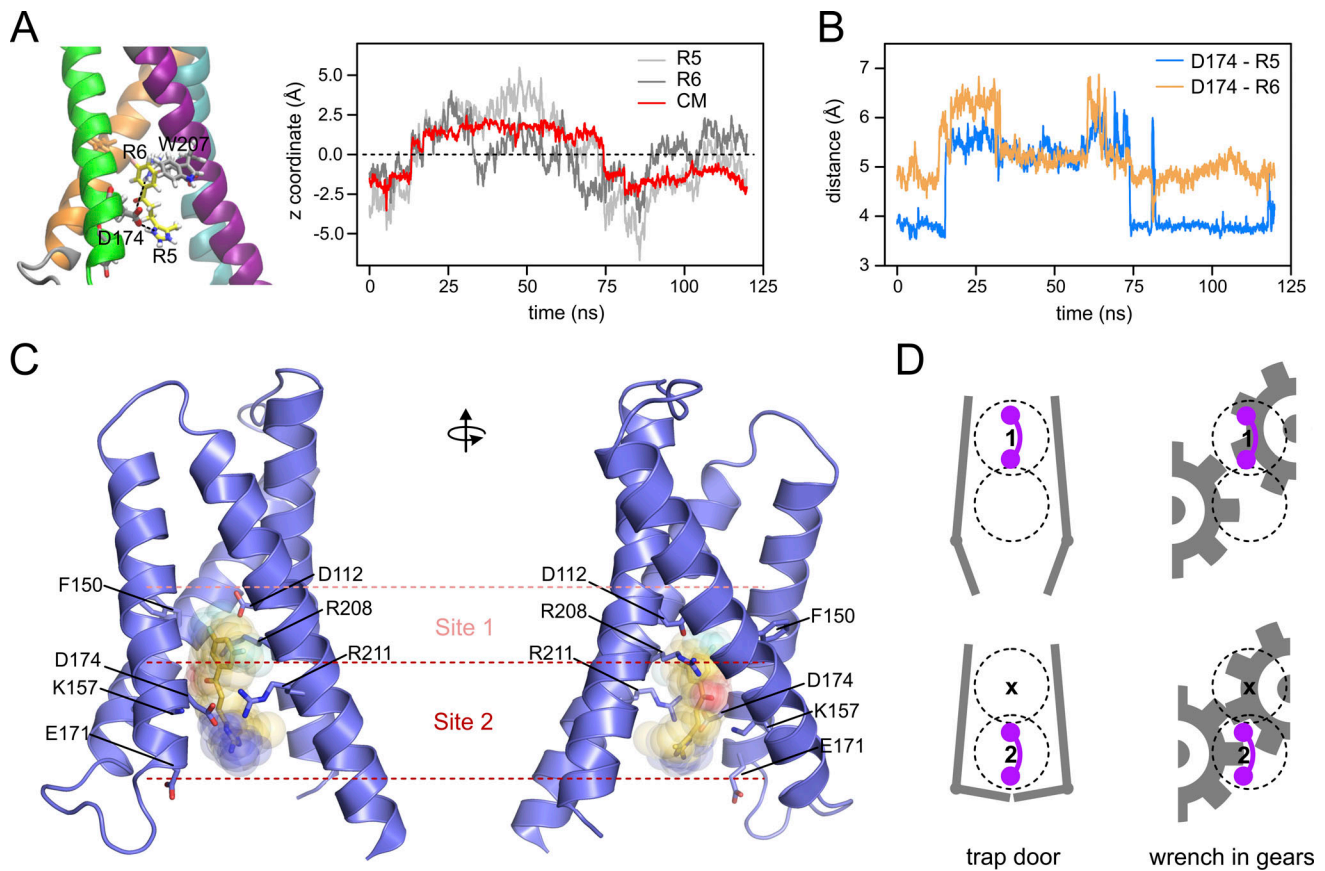 A
R6
W207
D174
R5
z coordinate (Å)
5.0
2.5
0.0
-2.5
-5.0
R5
R6
CM
0
25
50
75
100
125
time (ns)
B
distance (Å)
7
6
5
4
3
D174 - R5
D174 - R6
0
25
50
75
100
125
time (ns)
C
F150
D112
R208
R211
D174
K157
E171
Site 1
Site 2
D112
R208
R211
F150
D174
K157
E171
D
1
1
x
2
x
2
trap door
wrench in gears